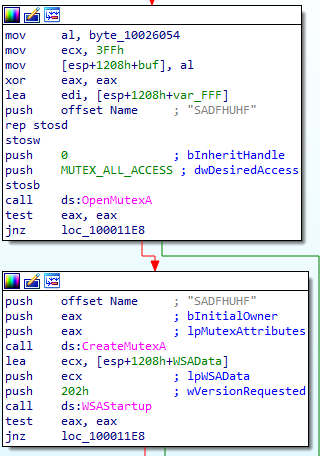 mov al, byte_10026054
mov ecx, 3FFh
mov [esp+1208h+buf], al
xor eax, eax
lea edi, [esp+1208h+var_FFF]
push offset Name ; "SADFHUHF"
rep stosd
stosw
push 0 ; bInheritHandle
push MUTEX_ALL_ACCESS ; dwDesiredAccess
stosb
call ds:OpenMutexA
test eax, eax
jnz loc_100011E8
push offset Name ; "SADFHUHF"
push eax ; bInitialOwner
push eax ; lpMutexAttributes
call ds:CreateMutexA
lea ecx, [esp+1208h+WSAData]
push ecx ; lpWSAData
push 202h ; wVersionRequested
call ds:WSAStartup
test eax, eax
jnz loc_100011E8